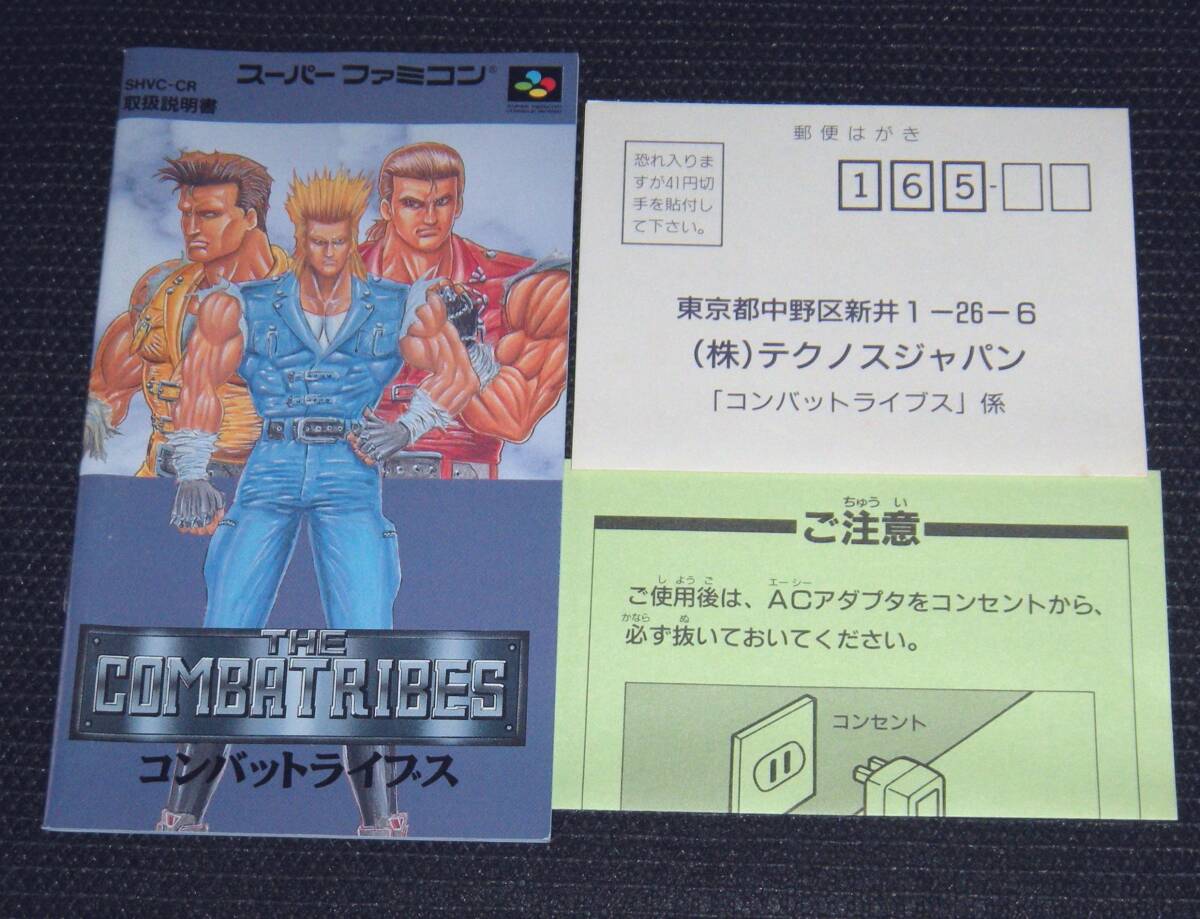 スーパーファミコン®
SHVC-CR
取扱説明書
THE
COMBATRIBES
コンバットライブス
郵便はがき
恐れ入りま
すが41円切
手を貼付し
て下さい。
165-
東京都中野区新井1-26-6
(株)テクノスジャパン
「コンバットライブス」係
ちゅうい
ご注意
しようご エーシー
ご使用後は、ACアダプタをコンセントから、
かなら ぬ
必ず抜いておいてください。
コンセント